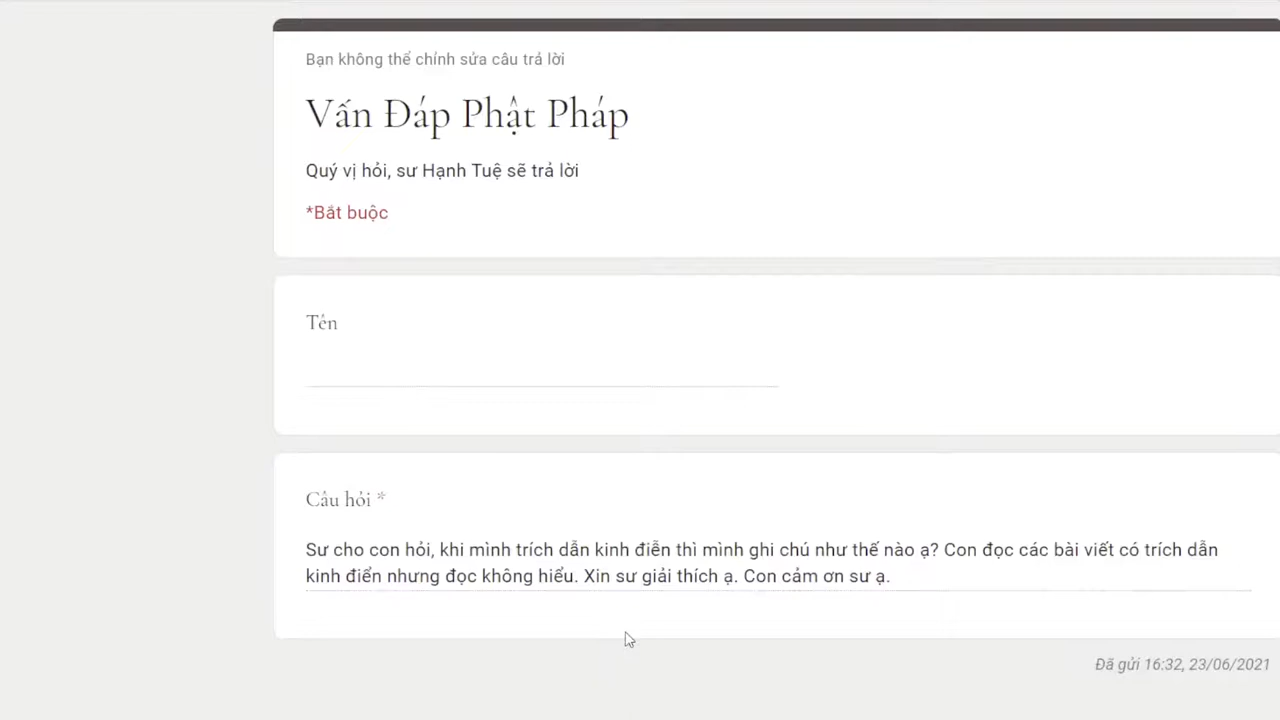 Bạn không thể chỉnh sửa câu trả lời
Vấn Đáp Phật Pháp
Quý vị hỏi, sư Hạnh Tuệ sẽ trả lời
*Bắt buộc
Tên
Câu hỏi *
Sư cho con hỏi, khi mình trích dẫn kinh điễn thì mình ghi chú như thế nào ạ? Con đọc các bài viết có trích dẫn
kinh điển nhưng đọc không hiểu. Xin sư giải thích ạ. Con cảm ơn sư ạ.
Đã gửi 16:32, 23/06/2021